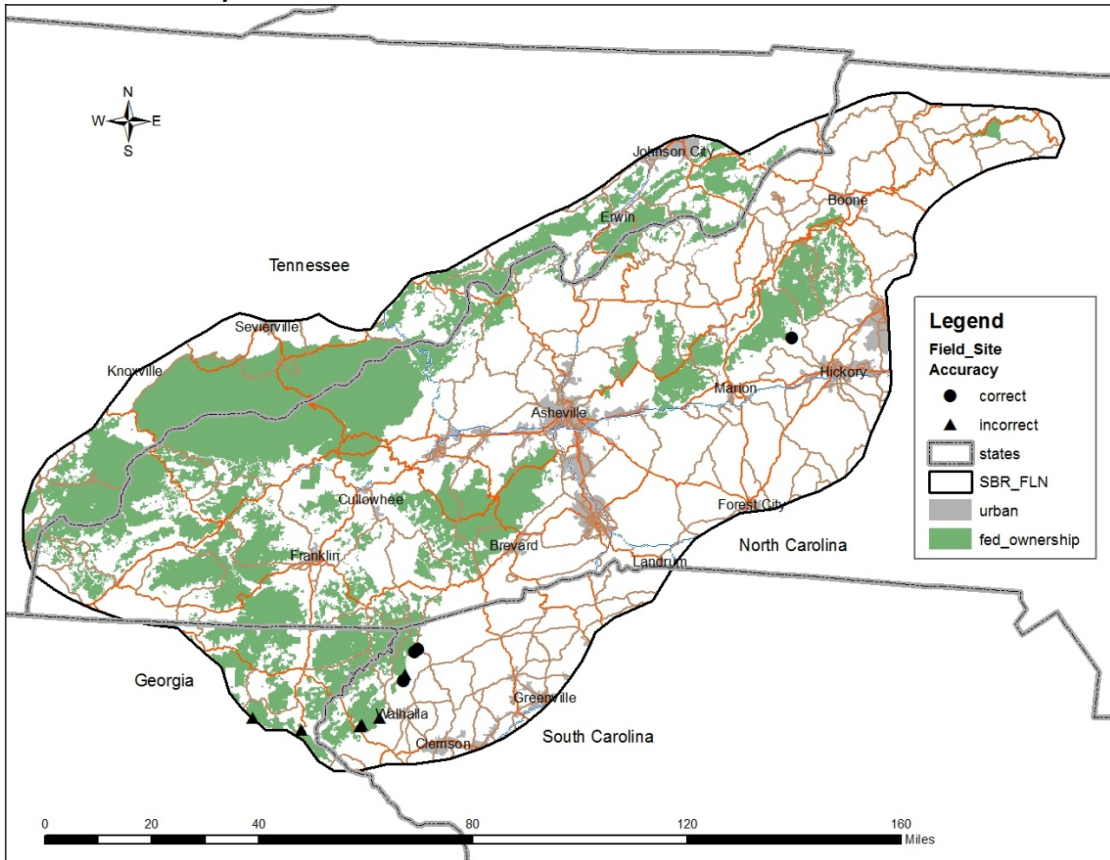 N
W E
S
Johnson City
Boone
Erwin
Tennessee
Sevierville
Knoxville
Hickory
Marion
Asheville
Cullowhee
Forest City
Franklin
Brevard
North Carolina
Landrum
Georgia
Greenville
Walhalla
South Carolina
Clemson
Legend
Field_Site
Accuracy
correct
incorrect
states
SBR_FLN
urban
fed_ownership
0 20 40 80 120 160
Miles